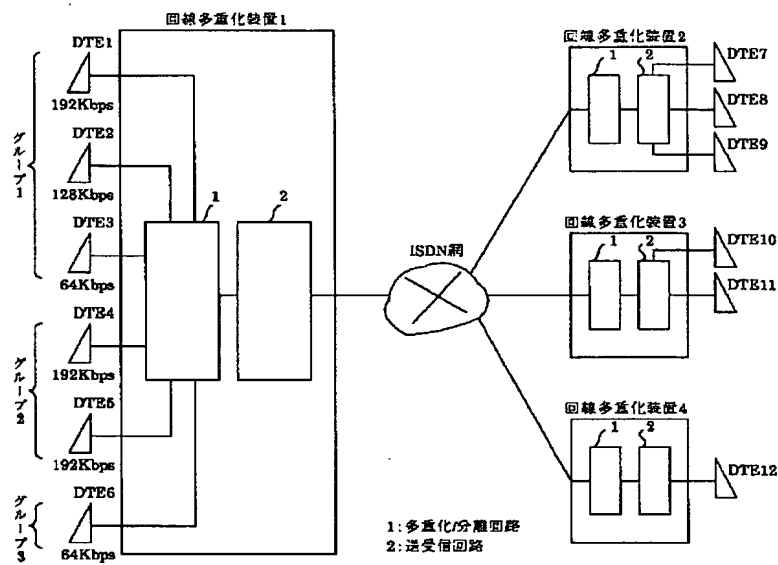 回線多重化装置1
DTE1
192Kbps
DTE2
128Kbps
DTE3
64Kbps
グループ1
DTE4
192Kbps
DTE5
192Kbps
グループ2
DTE6
64Kbps
グループ3
1
2
ISDN網
回線多重化装置2
1
2
DTE7
DTE8
DTE9
回線多重化装置3
1
2
DTE10
DTE11
回線多重化装置4
1
2
DTE12
1:多重化/分離回路
2:送受信回路